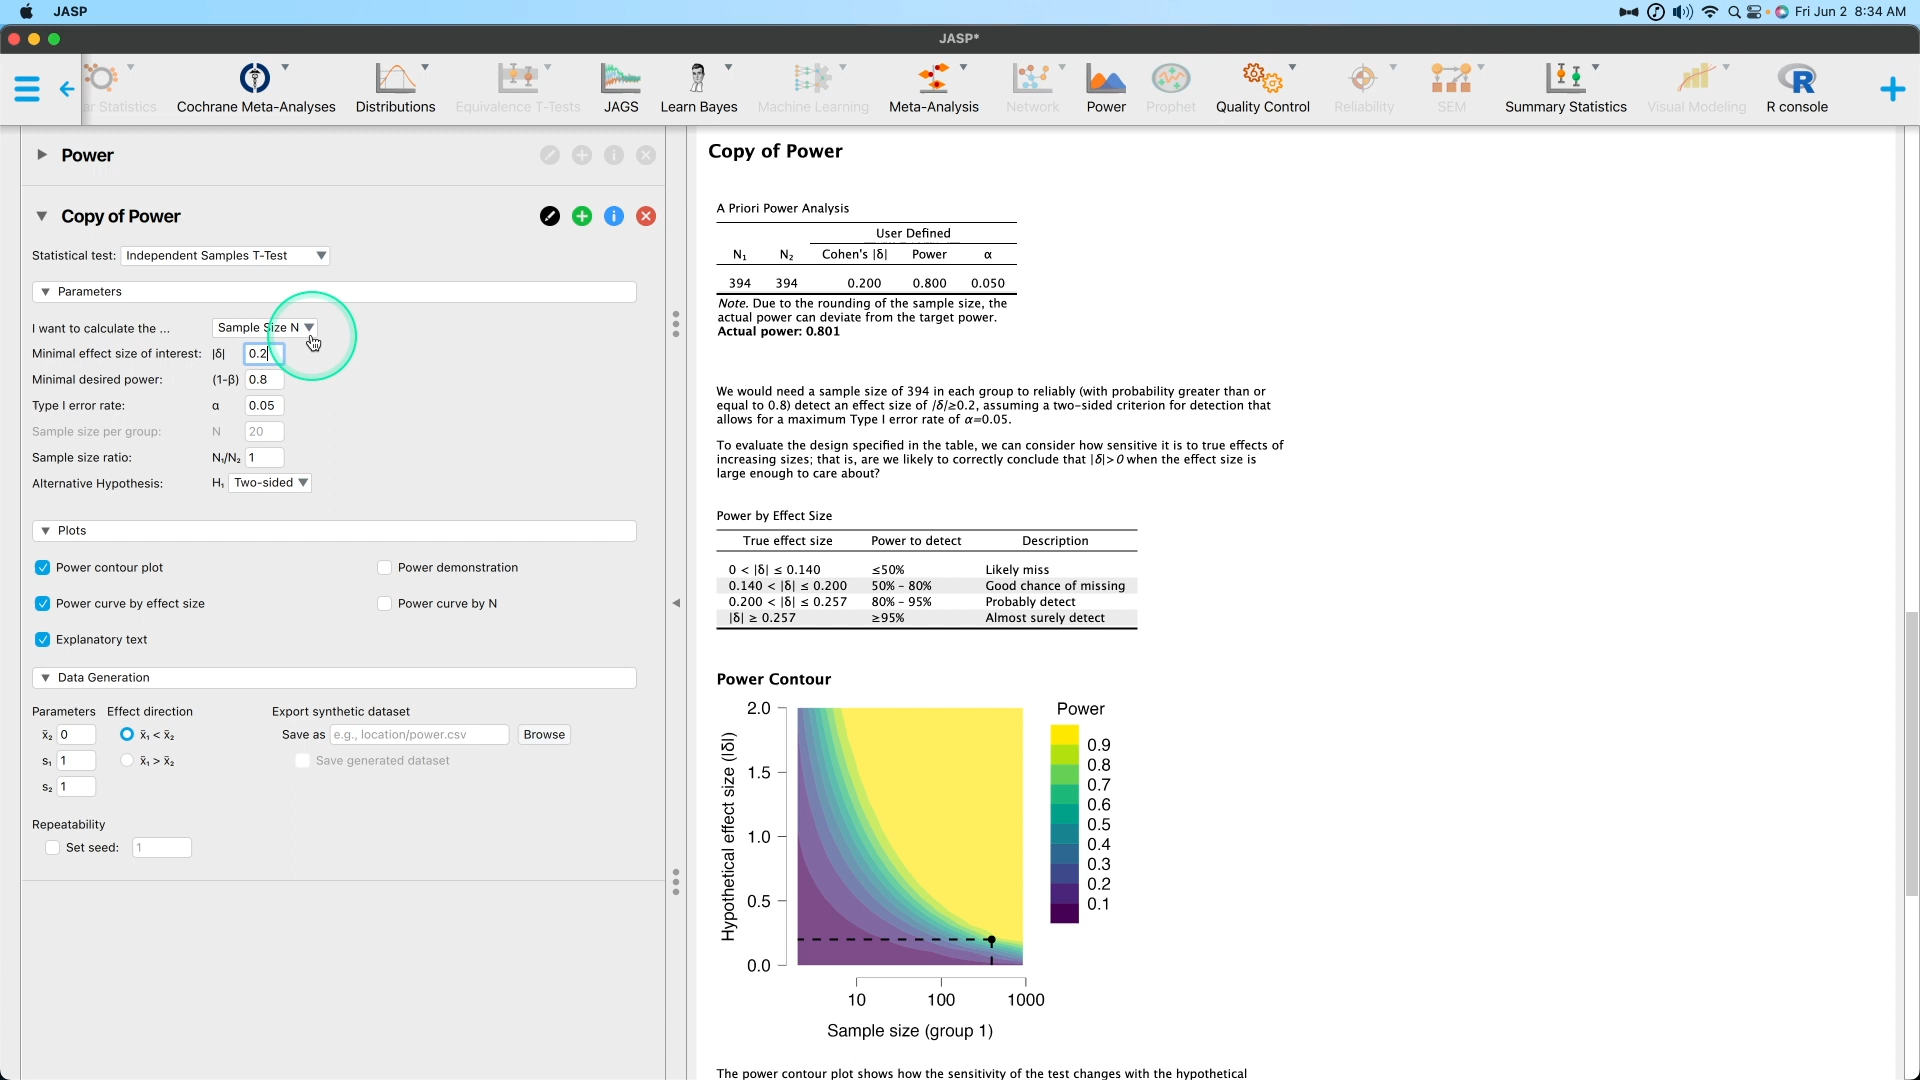 JASP
Fri Jun 2 8:34 AM
JASP*
ar Statistics
Cochrane Meta-Analyses
Distributions
Equivalence T-Tests
JAGS
Learn Bayes
Machine Learning
Meta-Analysis
Network
Power
Prophet
Quality Control
Reliability
SEM
Summary Statistics
Visual Modeling
R console
Power
Copy of Power
Statistical test: Independent Samples T-Test
Parameters
I want to calculate the ... Sample Size N
Minimal effect size of interest: |δ| 0.2
Minimal desired power: (1-β) 0.8
Type I error rate: α 0.05
Sample size per group: N 20
Sample size ratio: N₁/N₂ 1
Alternative Hypothesis: H₁ Two-sided
Plots
Power contour plot
Power demonstration
Power curve by effect size
Power curve by N
Explanatory text
Data Generation
Parameters Effect direction Export synthetic dataset
x̄₂ 0 x̄₁ < x̄₂ Save as e.g., location/power.csv Browse
s₁ 1 x̄₁ > x̄₂ Save generated dataset
s₂ 1
Repeatability
Set seed: 1
Copy of Power
A Priori Power Analysis
User Defined
N₁ N₂ Cohen's |δ| Power α
394 394 0.200 0.800 0.050
Note. Due to the rounding of the sample size, the
actual power can deviate from the target power.
Actual power: 0.801
We would need a sample size of 394 in each group to reliably (with probability greater than or
equal to 0.8) detect an effect size of |δ|≥0.2, assuming a two-sided criterion for detection that
allows for a maximum Type I error rate of α=0.05.
To evaluate the design specified in the table, we can consider how sensitive it is to true effects of
increasing sizes; that is, are we likely to correctly conclude that |δ|>0 when the effect size is
large enough to care about?
Power by Effect Size
True effect size Power to detect Description
0 < |δ| ≤ 0.140 ≤50% Likely miss
0.140 < |δ| ≤ 0.200 50% – 80% Good chance of missing
0.200 < |δ| ≤ 0.257 80% – 95% Probably detect
|δ| ≥ 0.257 ≥95% Almost surely detect
Power Contour
2.0
1.5
1.0
0.5
0.0
Hypothetical effect size (|δ|)
10 100 1000
Sample size (group 1)
Power
0.9
0.8
0.7
0.6
0.5
0.4
0.3
0.2
0.1
The power contour plot shows how the sensitivity of the test changes with the hypothetical